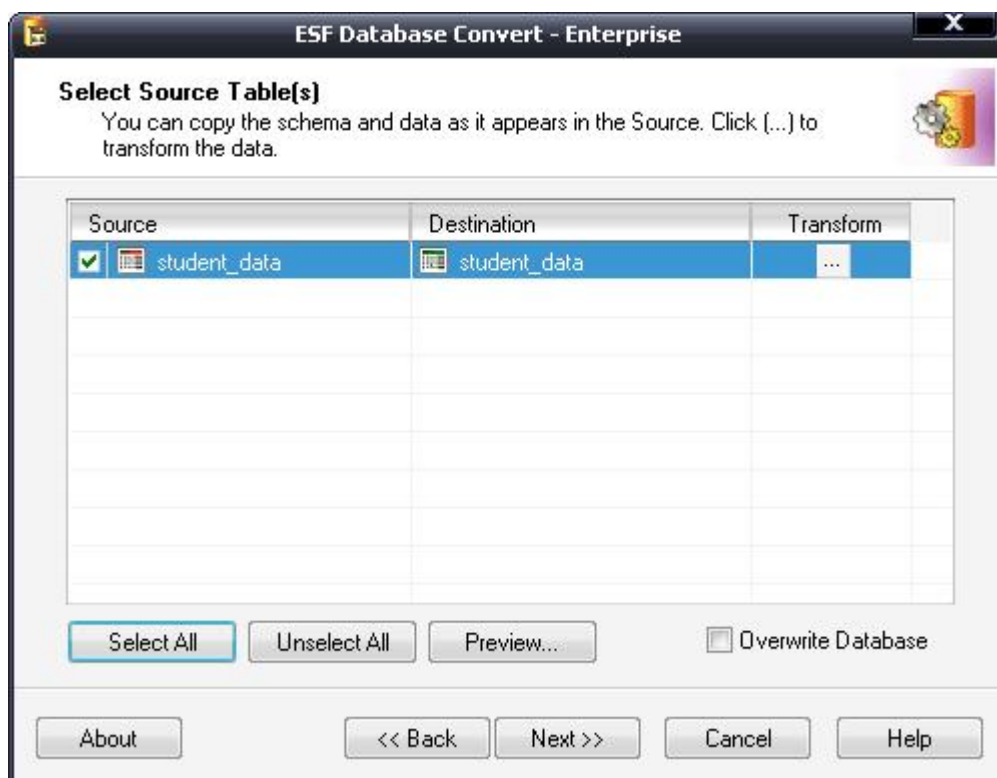 ESF Database Convert - Enterprise
X
Select Source Table(s)
You can copy the schema and data as it appears in the Source. Click (...) to
transform the data.
Source Destination Transform
student_data student_data ...
Select All Unselect All Preview... Overwrite Database
About << Back Next >> Cancel Help